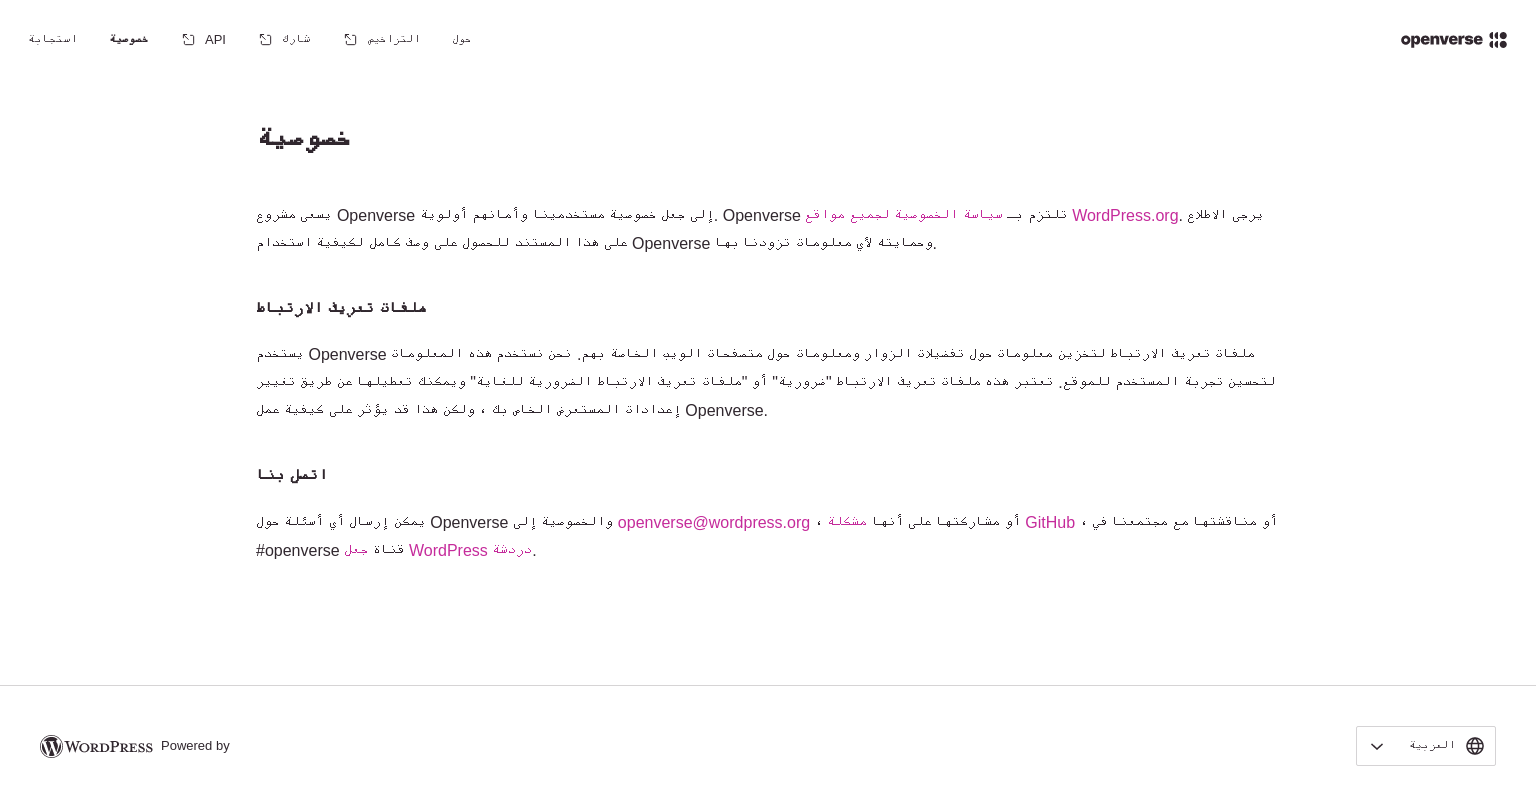 openverse
حول
التراخيص
شارك
API
خصوصية
استجابة
خصوصية
يسعى مشروع Openverse إلى جعل خصوصية مستخدمينا وأمانهم أولوية. Openverse تلتزم بـ سياسة الخصوصية لجميع مواقع WordPress.org. يرجى الاطلاع
على هذا المستند للحصول على وصف كامل لكيفية استخدام Openverse وحمايته لأي معلومات تزودنا بها.
ملفات تعريف الارتباط
يستخدم Openverse ملفات تعريف الارتباط لتخزين معلومات حول تفضيلات الزوار ومعلومات حول متصفحات الويب الخاصة بهم. نحن نستخدم هذه المعلومات
لتحسين تجربة المستخدم للموقع. تعتبر هذه ملفات تعريف الارتباط "ضرورية" أو "ملفات تعريف الارتباط الضرورية للغاية" ويمكنك تعطيلها عن طريق تغيير
إعدادات المستعرض الخاص بك ، ولكن هذا قد يؤثر على كيفية عمل Openverse.
اتصل بنا
يمكن إرسال أي أسئلة حول Openverse والخصوصية إلى openverse@wordpress.org ، أو مشاركتها على أنها مشكلة GitHub ، أو مناقشتها مع مجتمعنا في
#openverse قناة جعل WordPress دردشة.
العربية
Powered by WORDPRESS